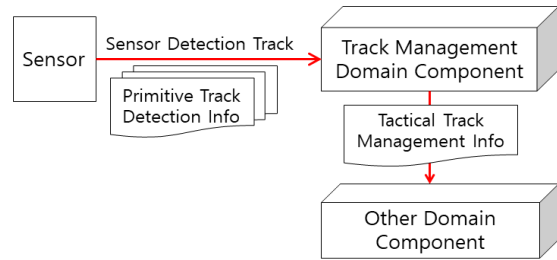 Sensor
Sensor Detection Track
Primitive Track
Detection Info
Track Management
Domain Component
Tactical Track
Management Info
Other Domain
Component